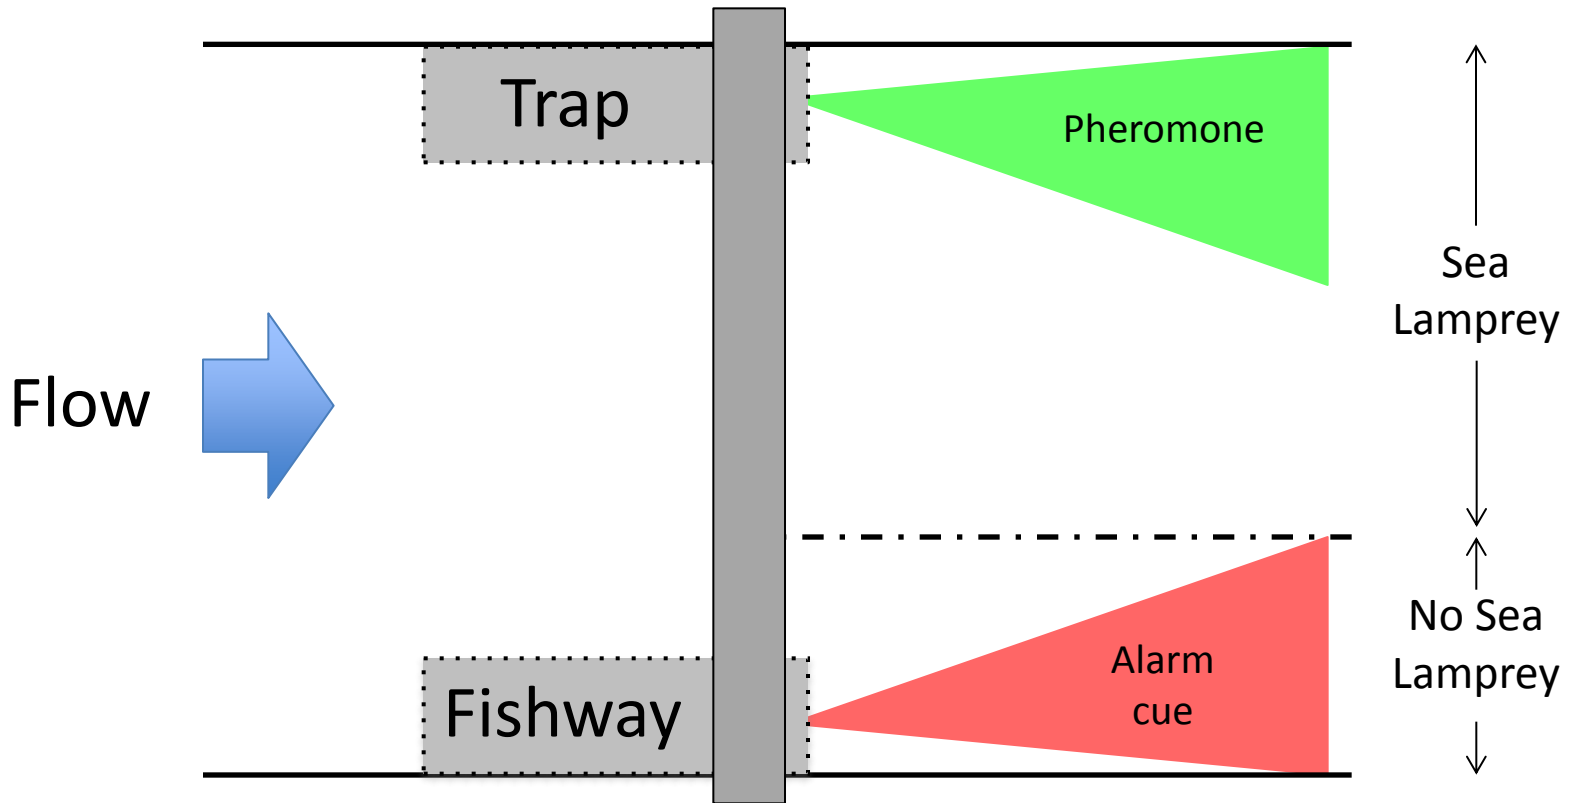 Trap
Pheromone
Sea
Lamprey
Flow
No Sea
Lamprey
Alarm
cue
Fishway